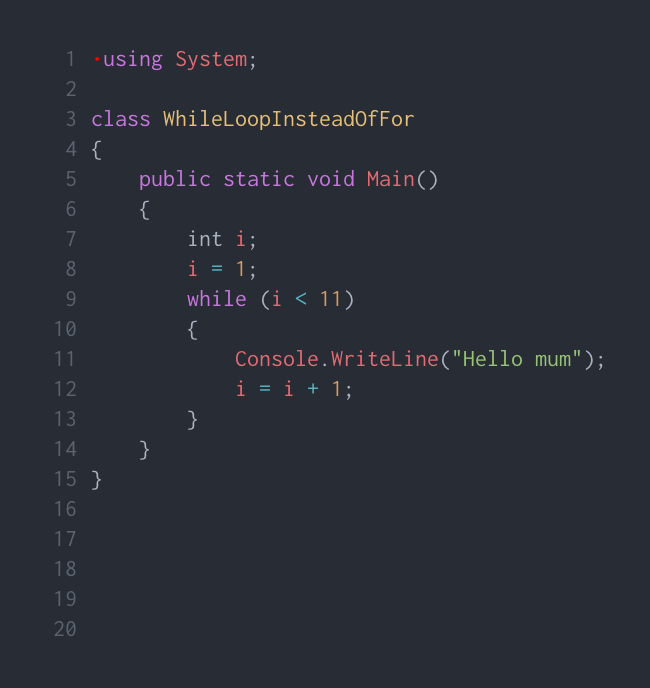 1 ·using System;
2
3 class WhileLoopInsteadOfFor
4 {
5     public static void Main()
6     {
7         int i;
8         i = 1;
9         while (i < 11)
10         {
11             Console.WriteLine("Hello mum");
12             i = i + 1;
13         }
14     }
15 }
16
17
18
19
20